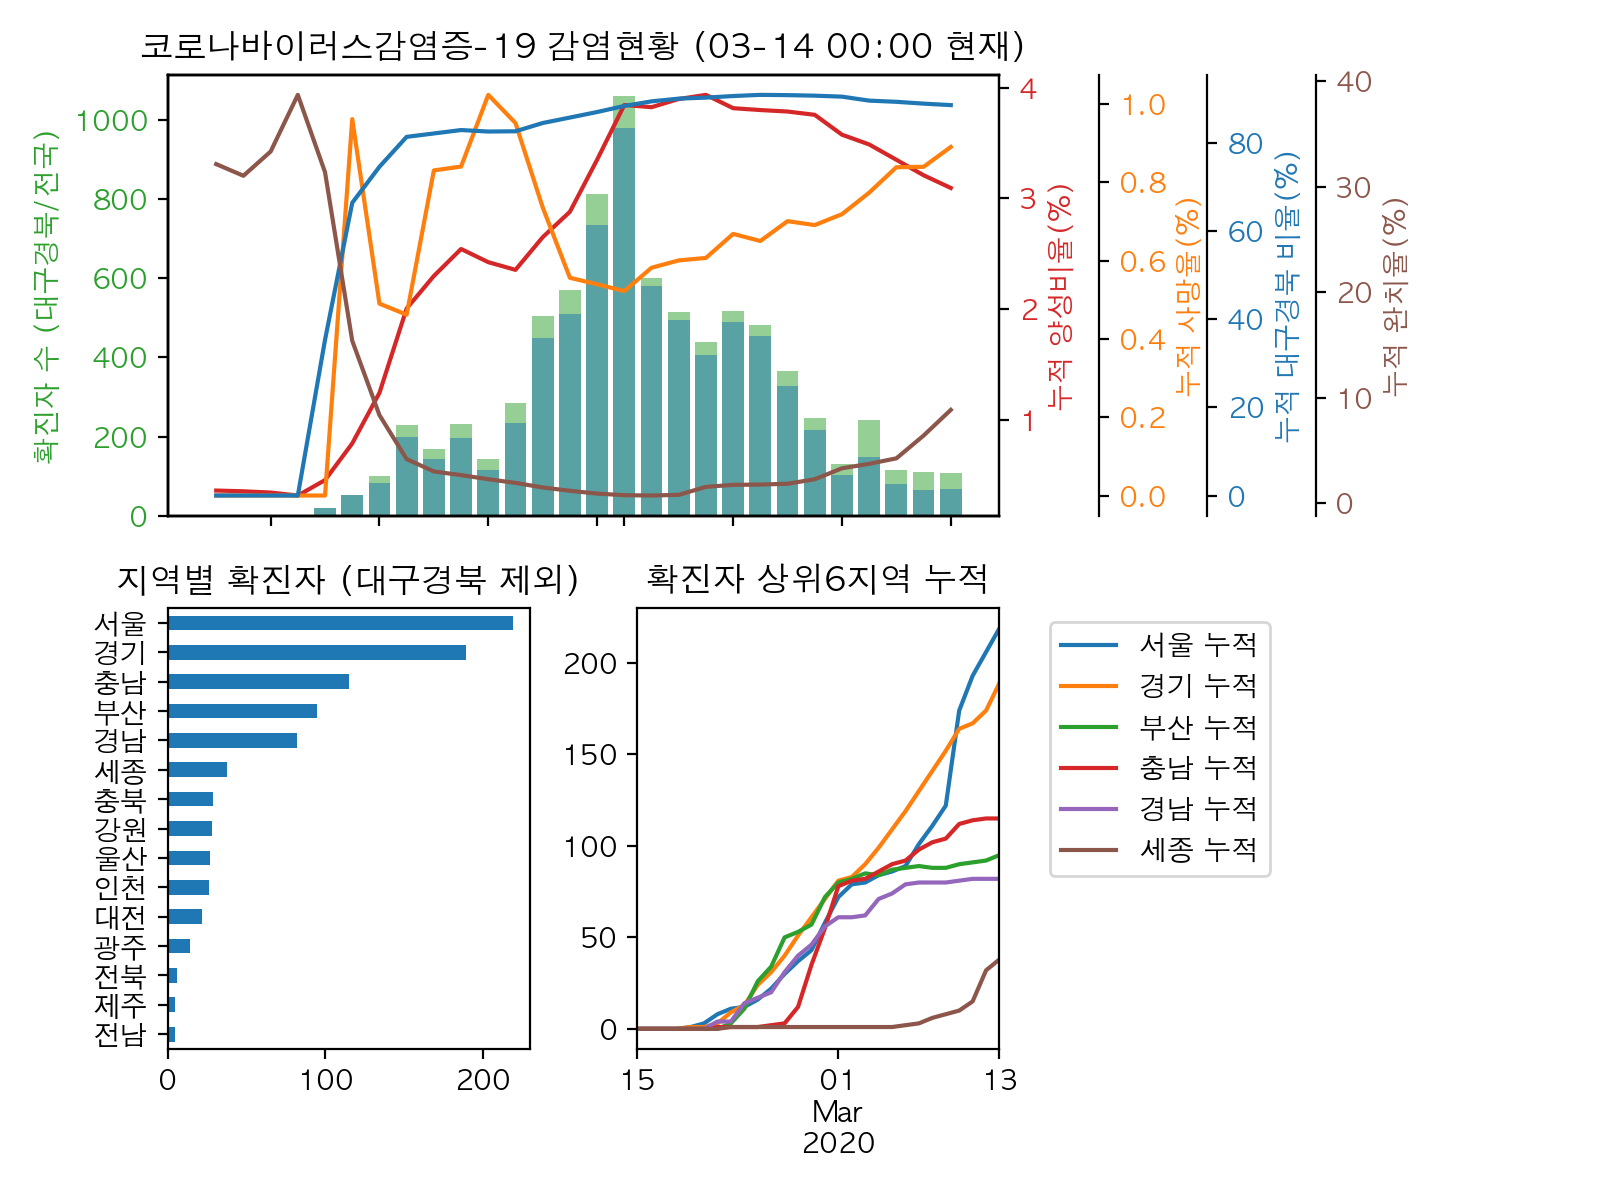 코로나바이러스감염증-19 감염현황 (03-14 00:00 현재)
확진자 수 (대구경북/전국)
1000
800
600
400
200
0
4
3
2
1
누적 양성비율(%)
1.0
0.8
0.6
0.4
0.2
0.0
누적 사망율(%)
80
60
40
20
0
누적 대구경북 비율(%)
40
30
20
10
0
누적 완치율(%)
지역별 확진자 (대구경북 제외)
서울
경기
충남
부산
경남
세종
충북
강원
울산
인천
대전
광주
전북
제주
전남
0 100 200
확진자 상위6지역 누적
200
150
100
50
0
15 01 13
Mar
2020
서울 누적
경기 누적
부산 누적
충남 누적
경남 누적
세종 누적